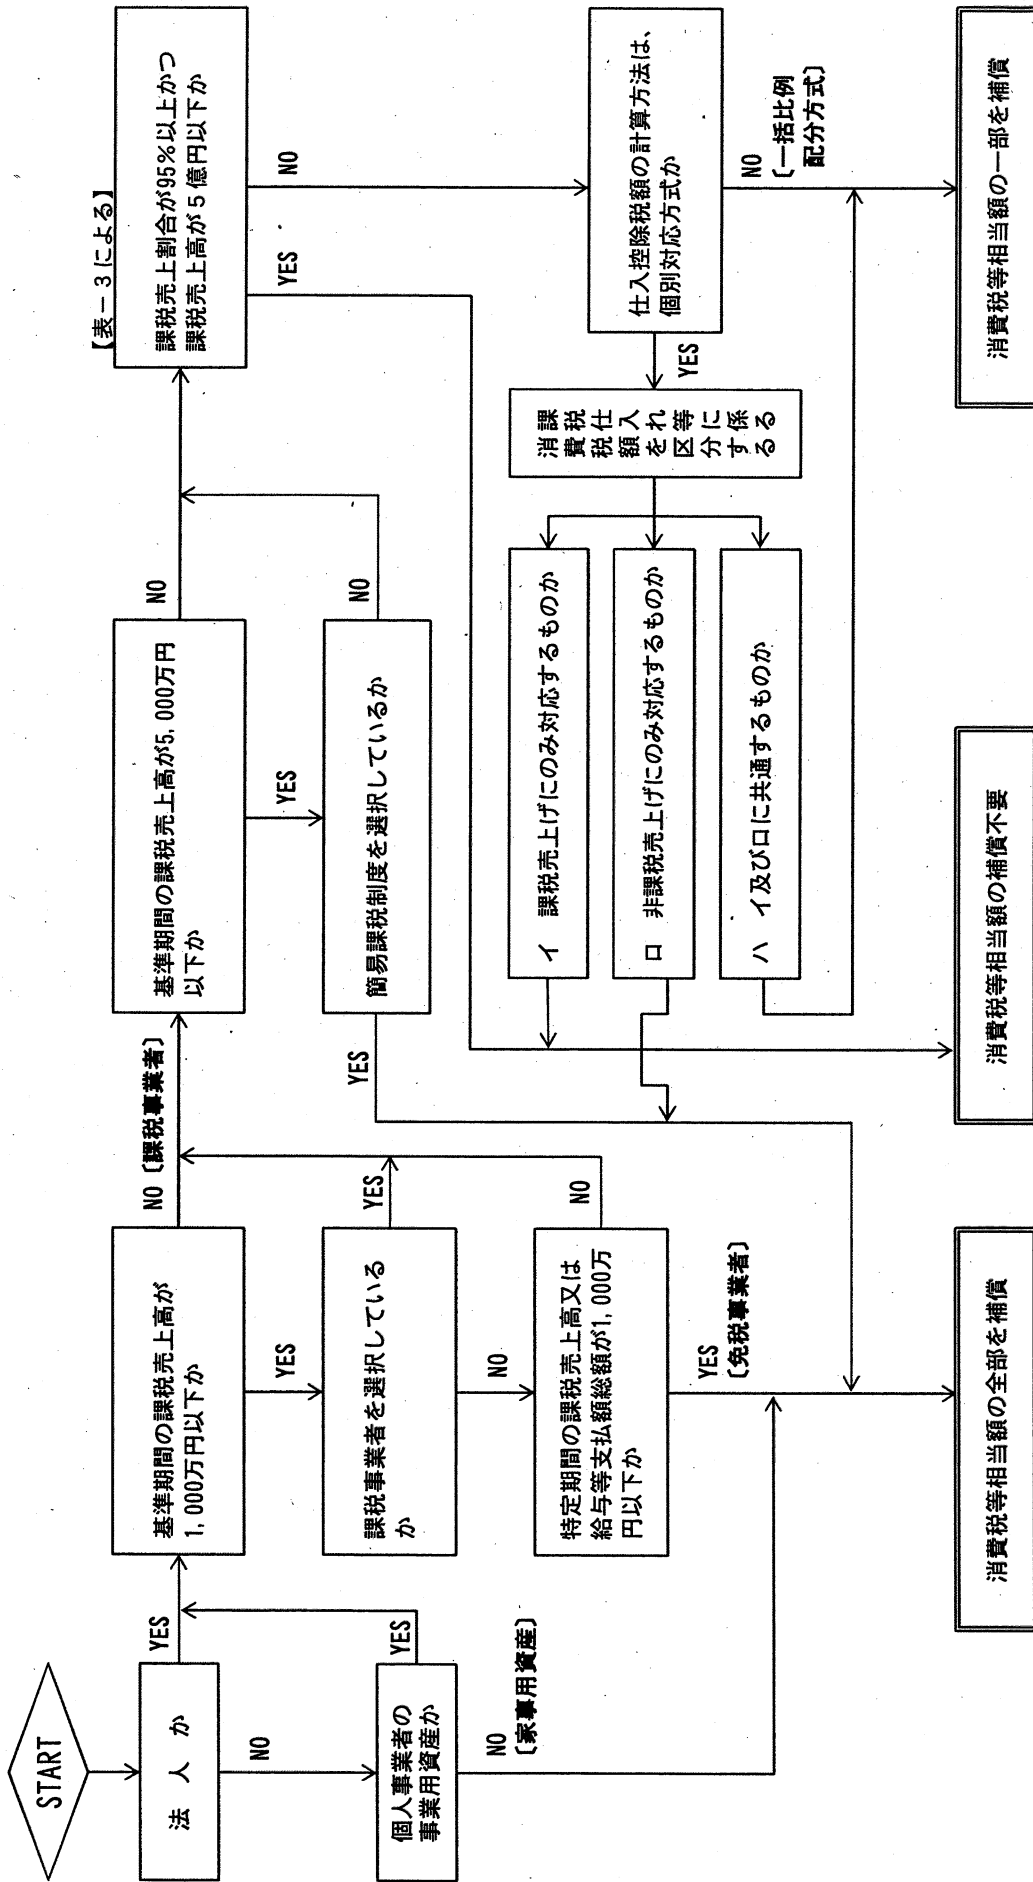 START
法人か
YES
NO
個人事業者の
事業用資産か
YES
NO
〔家事用資産〕
基準期間の課税売上高が
1,000万円以下か
NO〔課税事業者〕
YES
課税事業者を選択している
か
YES
NO
特定期間の課税売上高又は
給与等支払額総額が1,000万
円以下か
NO
YES
〔免税事業者〕
基準期間の課税売上高が5,000万円
以下か
NO
YES
簡易課税制度を選択しているか
NO
YES
【表-3による】
課税売上割合が95%以上かつ
課税売上高が5億円以下か
NO
YES
仕入控除税額の計算方法は、
個別対応方式か
NO
〔一括比例
配分方式〕
YES
課税仕入れ等に係る
消費税額を区分する
イ 課税売上げにのみ対応するものか
ロ 非課税売上げにのみ対応するものか
ハ イ及びロに共通するものか
消費税等相当額の全部を補償
消費税等相当額の補償不要
消費税等相当額の一部を補償